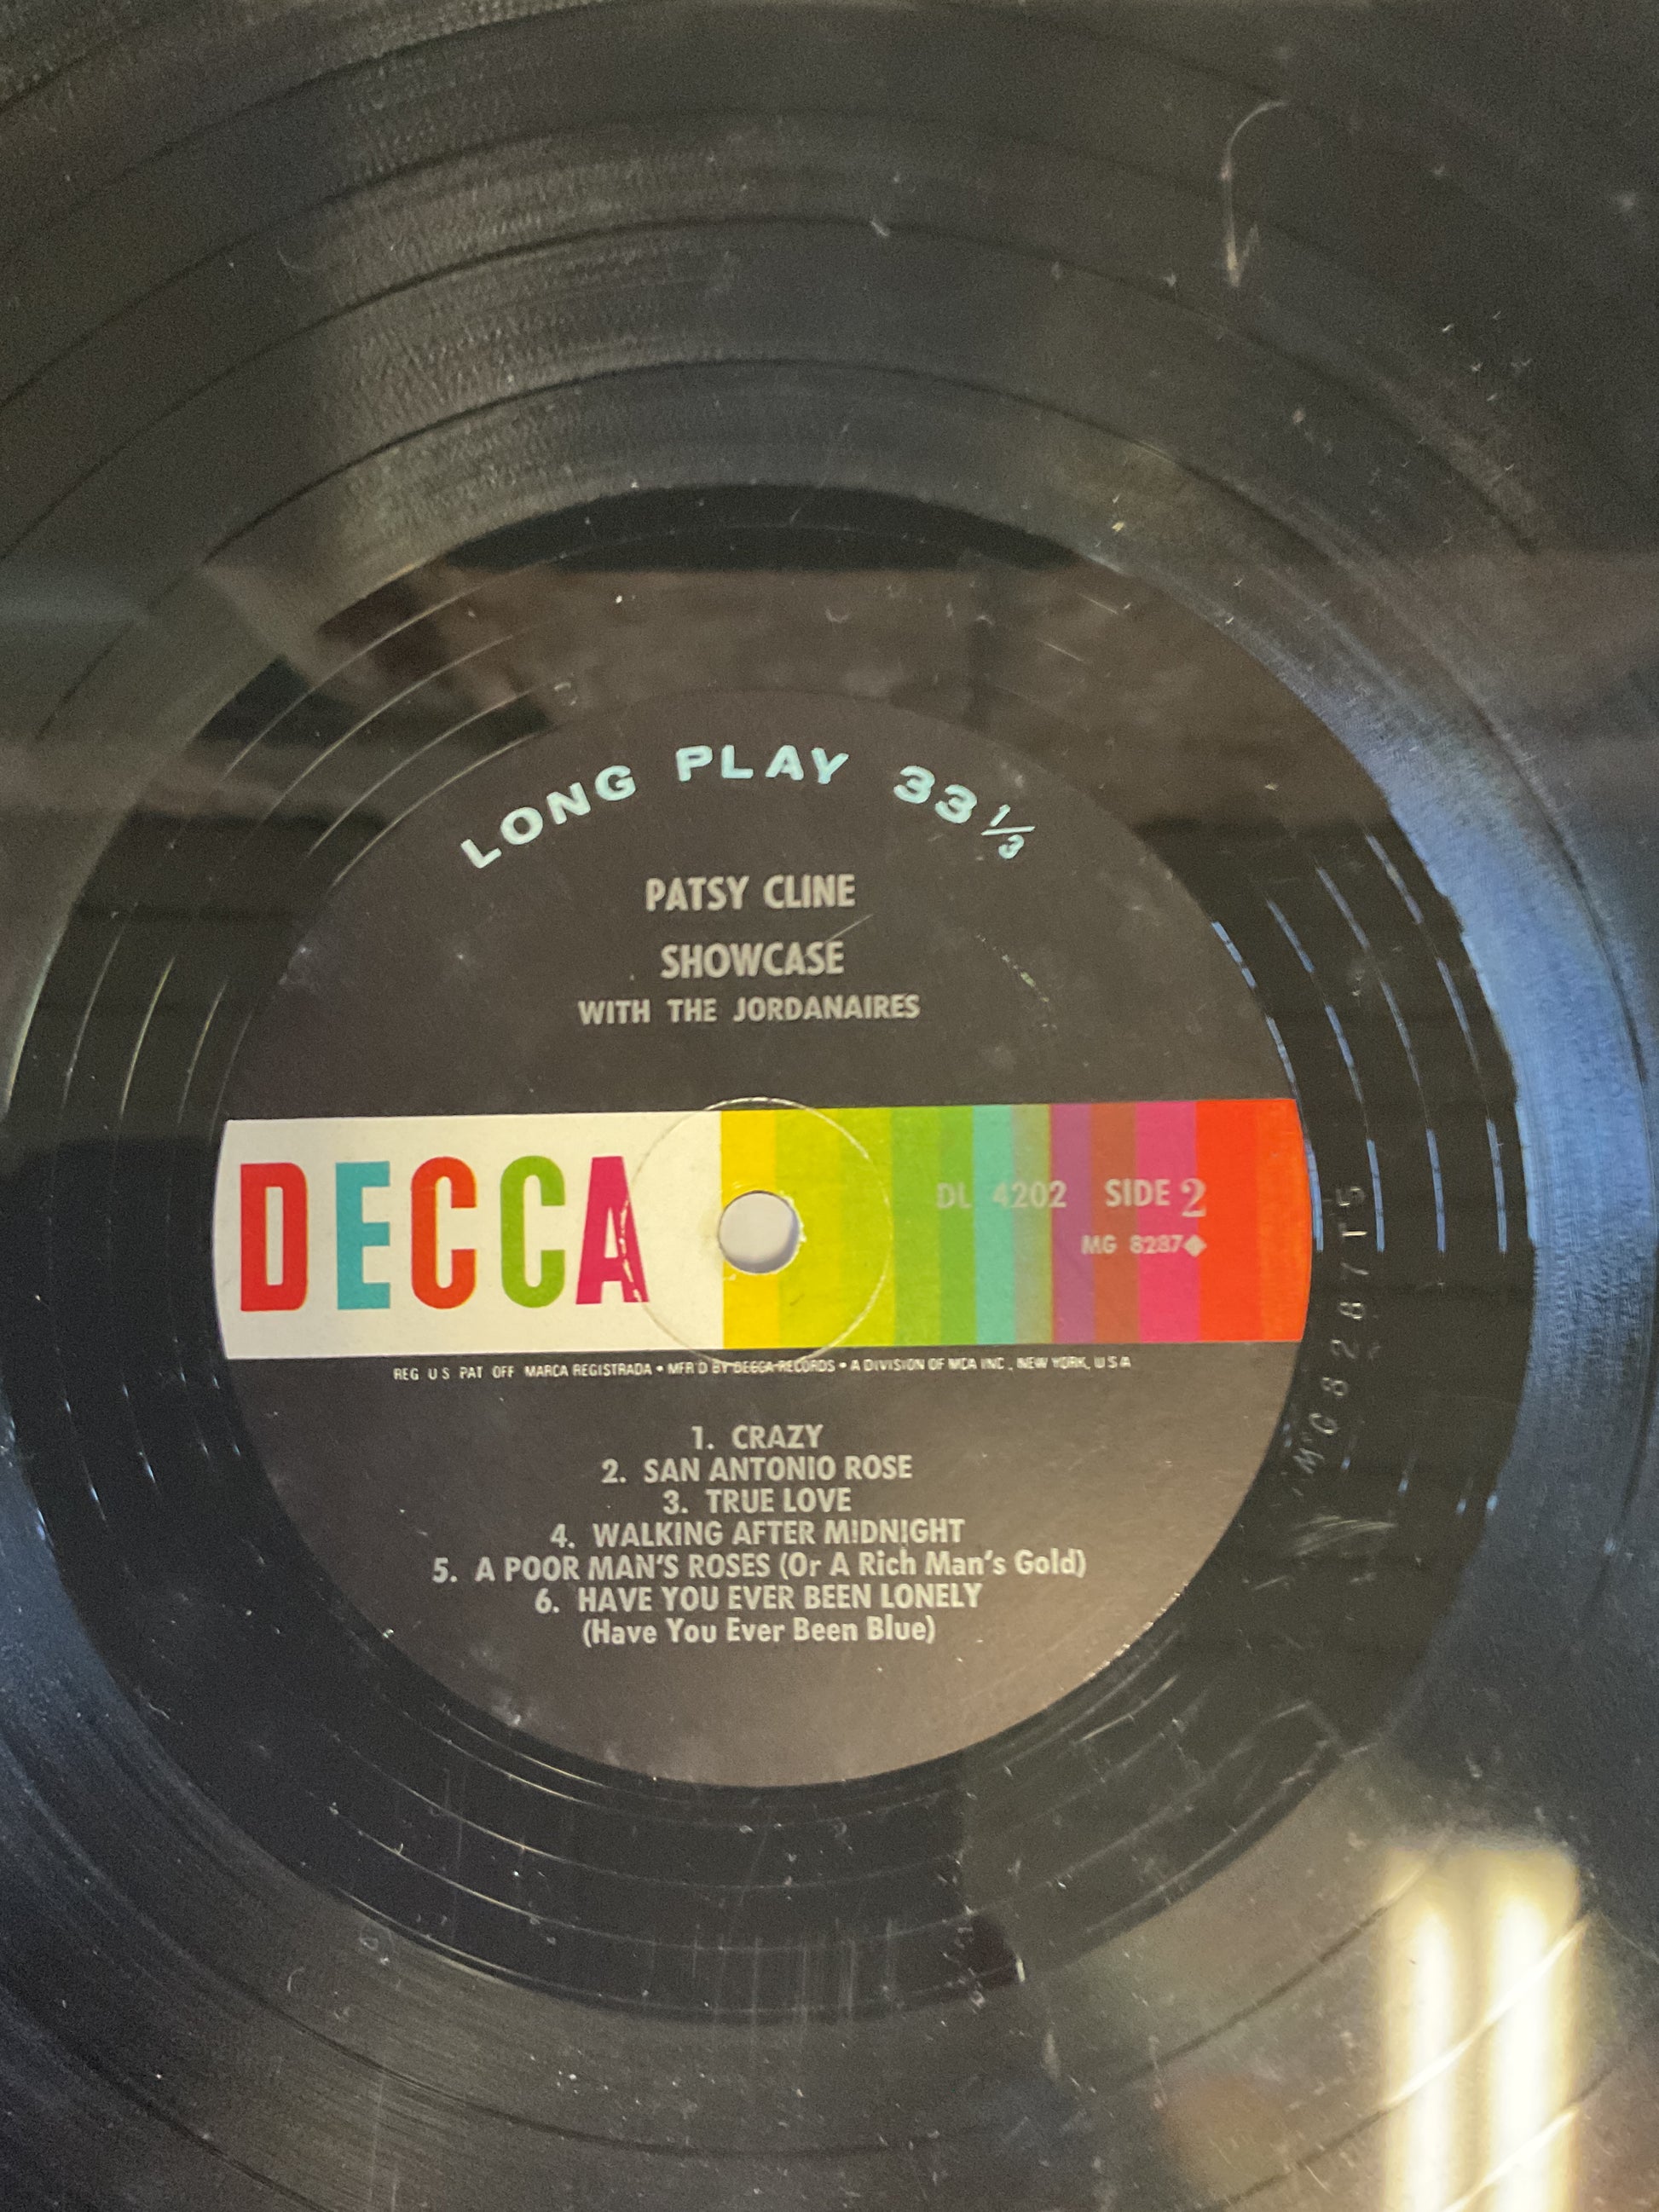 LONG PLAY 33 1/3
PATSY CLINE
SHOWCASE
WITH THE JORDANAIRES
DECCA
DL 4202 SIDE 2
MG 8287◆
REG. U S PAT OFF MARCA REGISTRADA • MFR'D BY DECCA RECORDS • A DIVISION OF MCA INC., NEW YORK, U S A
1. CRAZY
2. SAN ANTONIO ROSE
3. TRUE LOVE
4. WALKING AFTER MIDNIGHT
5. A POOR MAN'S ROSES (Or A Rich Man's Gold)
6. HAVE YOU EVER BEEN LONELY
(Have You Ever Been Blue)
MG 8287T5